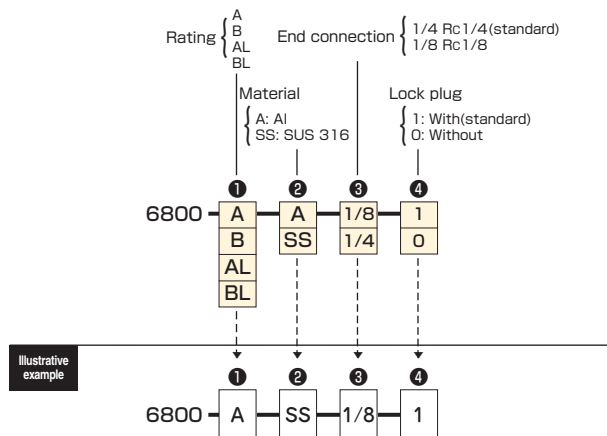 Rating
A
B
AL
BL
End connection
1/4 Rc1/4(standard)
1/8 Rc1/8
Material
A: Al
SS: SUS 316
Lock plug
1: With(standard)
0: Without
❶ ❷ ❸ ❹
6800 A A 1/8 1
B SS 1/4 0
AL
BL
Illustrative
example
❶ ❷ ❸ ❹
6800 A SS 1/8 1